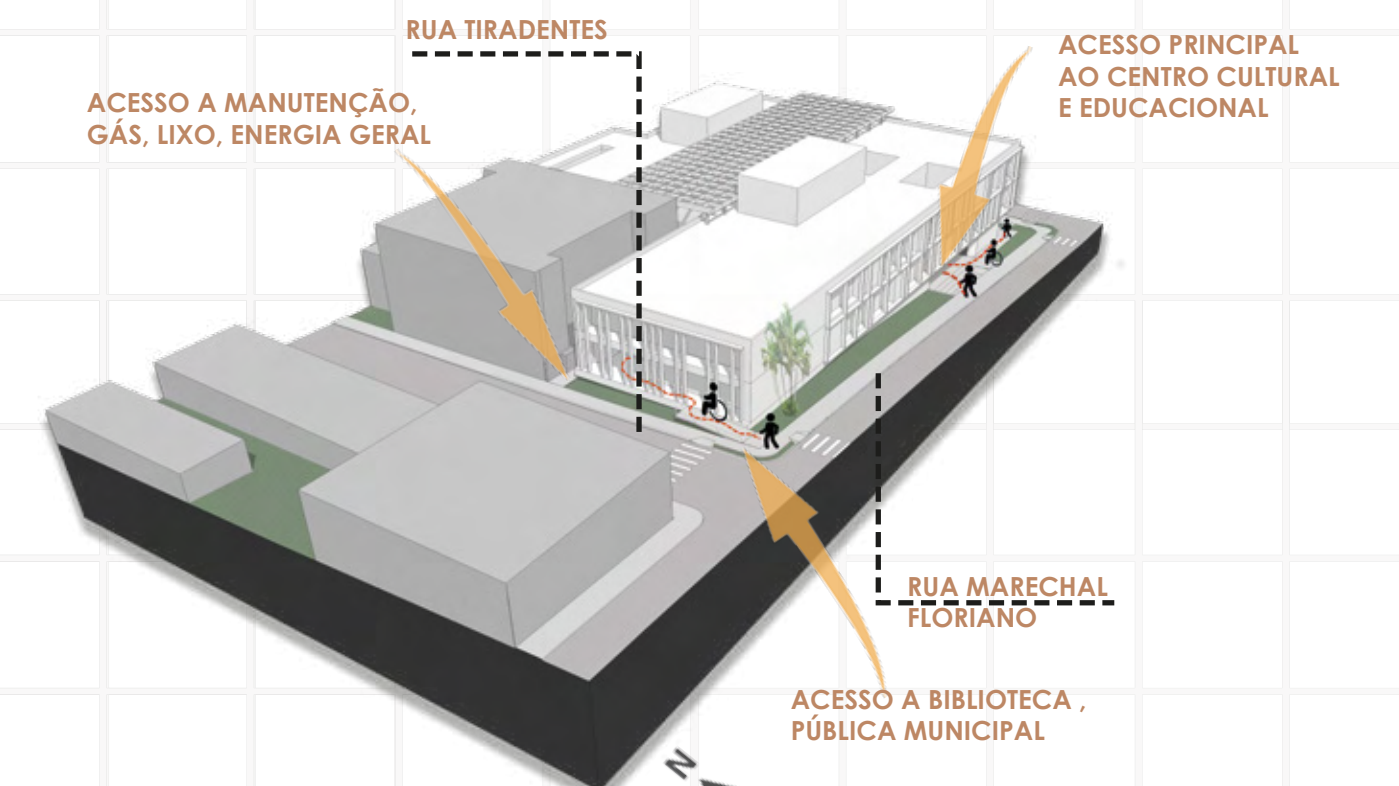 RUA TIRADENTES
ACESSO PRINCIPAL
AO CENTRO CULTURAL
E EDUCACIONAL
ACESSO A MANUTENÇÃO,
GÁS, LIXO, ENERGIA GERAL
RUA MARECHAL
FLORIANO
ACESSO A BIBLIOTECA ,
PÚBLICA MUNICIPAL
N